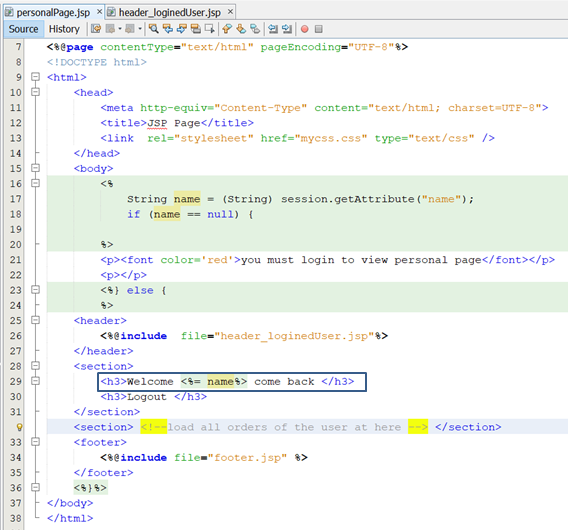 personalPage.jsp × header_loginedUser.jsp ×
Source History
7 <%@page contentType="text/html" pageEncoding="UTF-8"%>
8 <!DOCTYPE html>
9 <html>
10 <head>
11 <meta http-equiv="Content-Type" content="text/html; charset=UTF-8">
12 <title>JSP Page</title>
13 <link rel="stylesheet" href="mycss.css" type="text/css" />
14 </head>
15 <body>
16 <%
17 String name = (String) session.getAttribute("name");
18 if (name == null) {
19
20 %>
21 <p><font color='red'>you must login to view personal page</font></p>
22 <p></p>
23 <%} else {
24 %>
25 <header>
26 <%@include file="header_loginedUser.jsp"%>
27 </header>
28 <section>
29 <h3>Welcome <%= name%> come back </h3>
30 <h3>Logout </h3>
31 </section>
<section> <!--load all orders of the user at here --> </section>
33 <footer>
34 <%@include file="footer.jsp" %>
35 </footer>
36 <%}%>
37 </body>
38 </html>